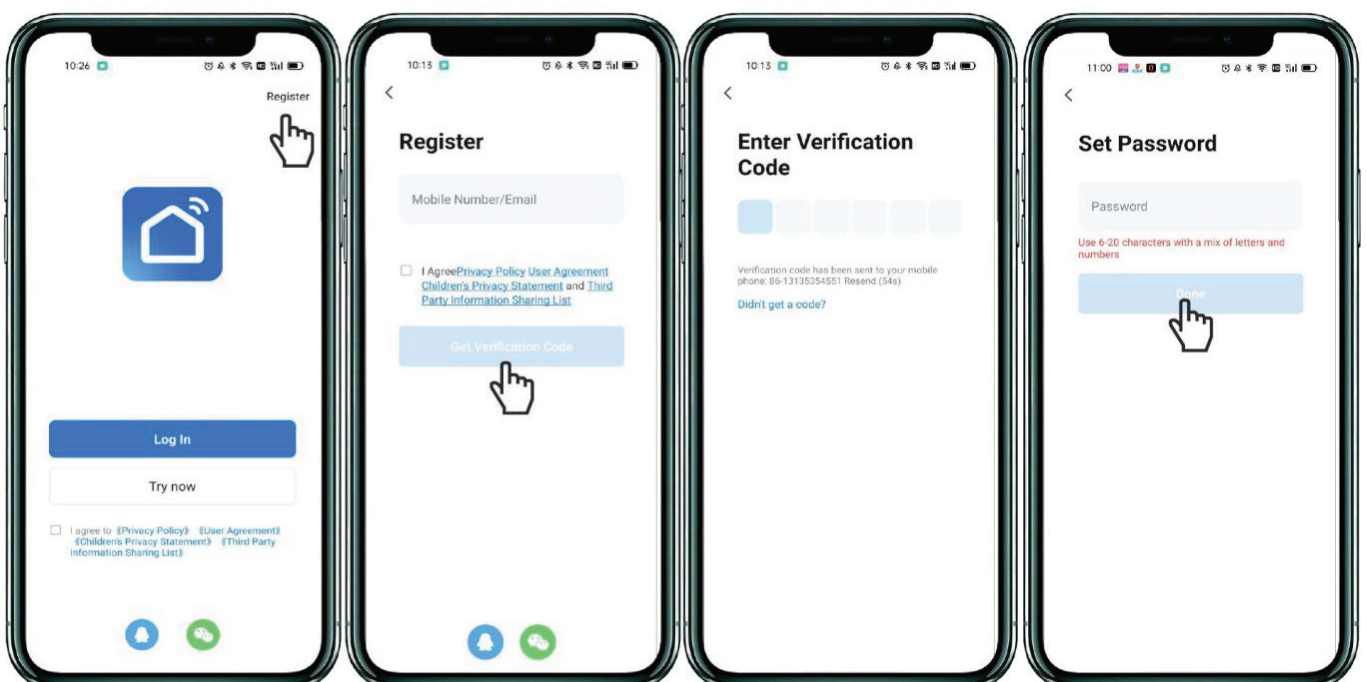 10:26
Register
Log In
Try now
I agree to 《Privacy Policy》 《User Agreement》
《Children's Privacy Statement》 《Third Party
Information Sharing List》
10:13
Register
Mobile Number/Email
I AgreePrivacy Policy User Agreement
Children's Privacy Statement and Third
Party Information Sharing List
Get Verification Code
10:13
Enter Verification
Code
Verification code has been sent to your mobile
phone: 86-13135354551 Resend (54s)
Didn't get a code?
11:00
Set Password
Password
Use 6-20 characters with a mix of letters and
numbers
Done